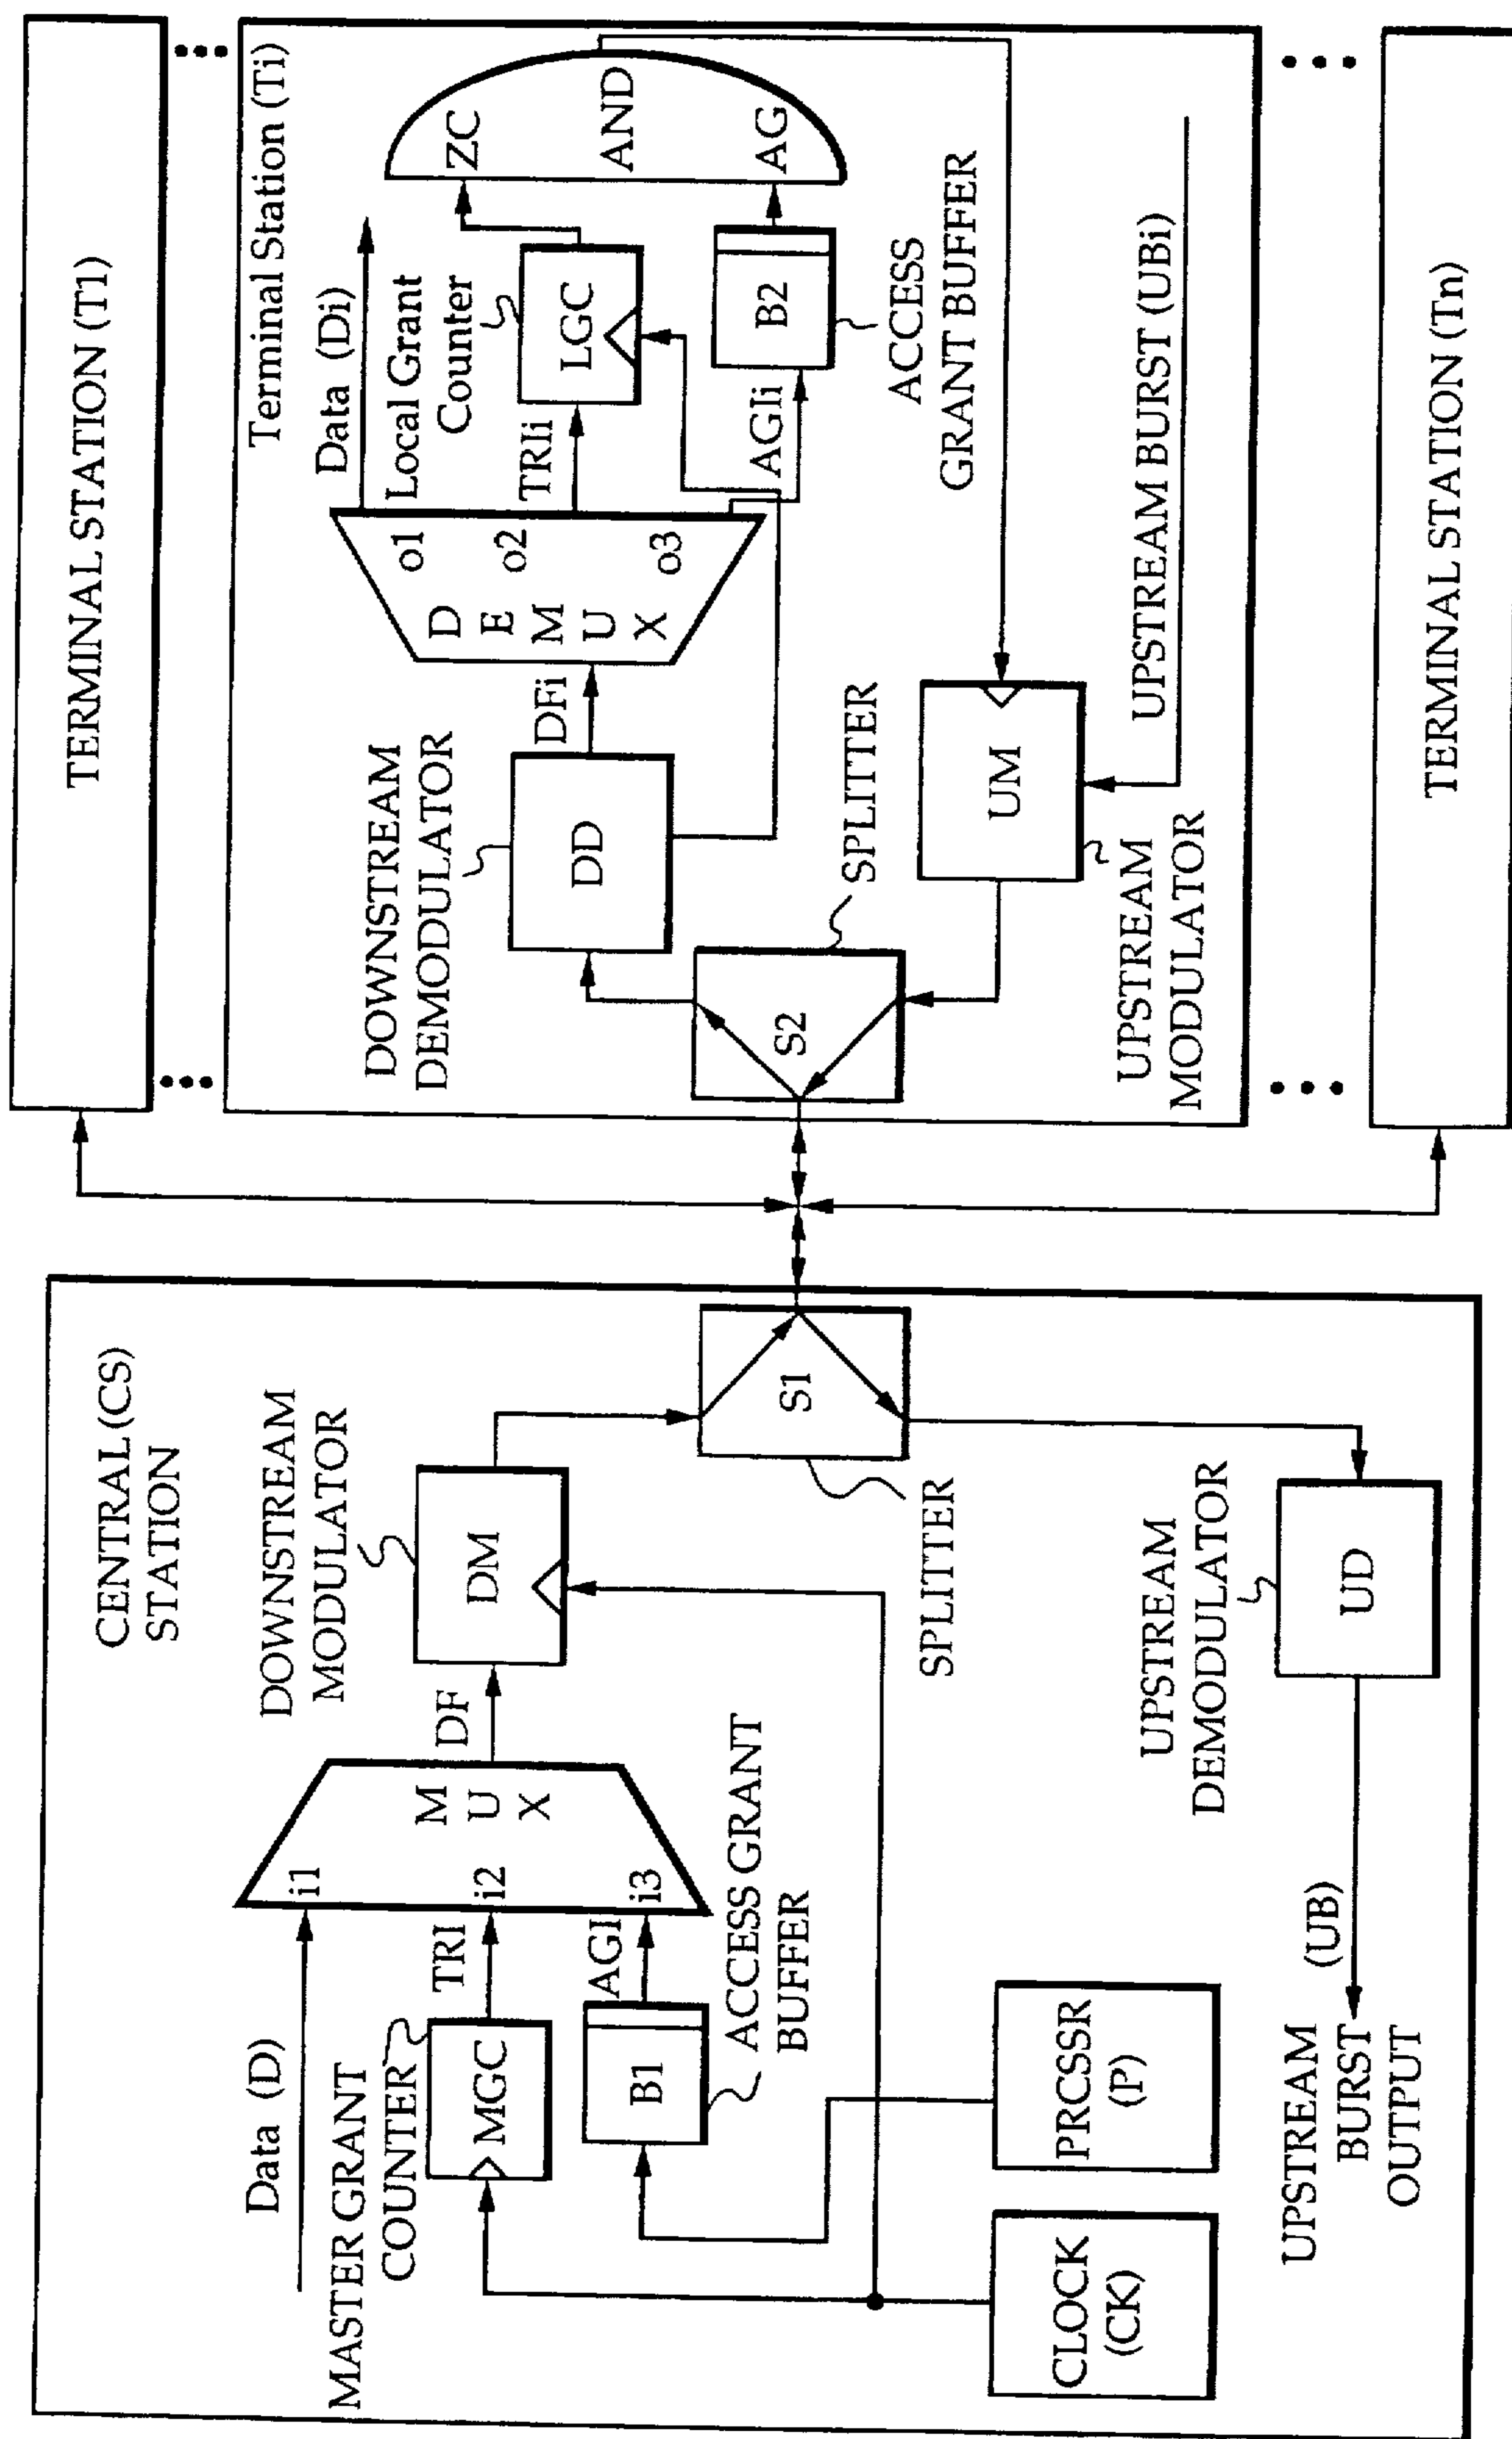 CENTRAL (CS)
STATION
Data (D)
MASTER GRANT
COUNTER
MGC
TRI
B1
AGI
ACCESS GRANT
BUFFER
i1
i2
i3
M
U
X
DF
DOWNSTREAM
MODULATOR
DM
S1
SPLITTER
CLOCK
(CK)
PRCSSR
(P)
UPSTREAM
DEMODULATOR
UD
(UB)
UPSTREAM
BURST
OUTPUT
TERMINAL STATION (T1)
Terminal Station (Ti)
DOWNSTREAM
DEMODULATOR
DD
DFi
D
E
M
U
X
o1
o2
o3
Data (Di)
Local Grant
Counter
TRIi
LGC
AGIi
B2
ACCESS
GRANT BUFFER
ZC
AND
AG
S2
SPLITTER
UM
UPSTREAM
MODULATOR
UPSTREAM BURST (UBi)
TERMINAL STATION (Tn)